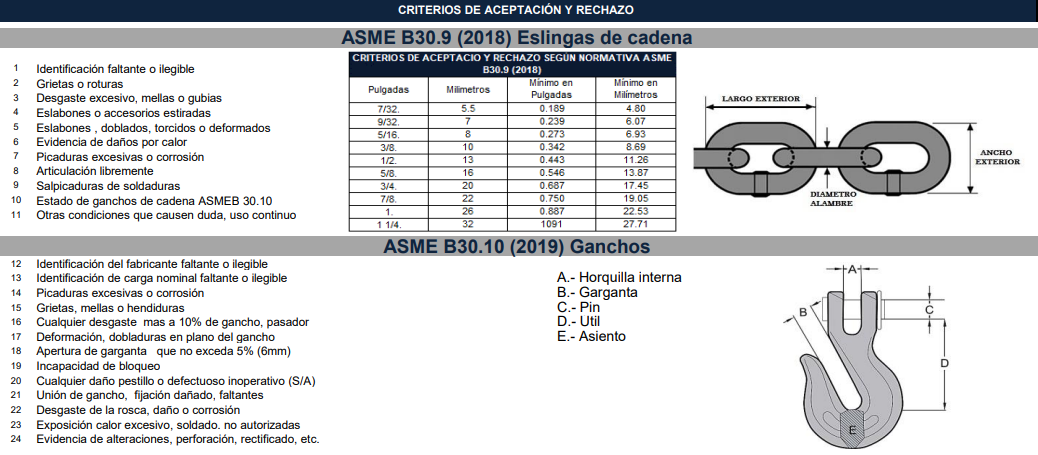 CRITERIOS DE ACEPTACIÓN Y RECHAZO
ASME B30.9 (2018) Eslingas de cadena
1 Identificación faltante o ilegible
2 Grietas o roturas
3 Desgaste excesivo, mellas o gubias
4 Eslabones o accesorios estiradas
5 Eslabones , doblados, torcidos o deformados
6 Evidencia de daños por calor
7 Picaduras excesivas o corrosión
8 Articulación libremente
9 Salpicaduras de soldaduras
10 Estado de ganchos de cadena ASMEB 30.10
11 Otras condiciones que causen duda, uso continuo
CRITERIOS DE ACEPTACIO Y RECHAZO SEGÚN NORMATIVA ASME
B30.9 (2018)
Pulgadas Milimetros Mínimo en Pulgadas Mínimo en Milímetros
7/32. 5.5 0.189 4.80
9/32. 7 0.239 6.07
5/16. 8 0.273 6.93
3/8. 10 0.342 8.69
1/2. 13 0.443 11.26
5/8. 16 0.546 13.87
3/4. 20 0.687 17.45
7/8. 22 0.750 19.05
1. 26 0.887 22.53
1 1/4. 32 1091 27.71
LARGO EXTERIOR
ANCHO
EXTERIOR
DIAMETRO
ALAMBRE
ASME B30.10 (2019) Ganchos
12 Identificación del fabricante faltante o ilegible
13 Identificación de carga nominal faltante o ilegible
14 Picaduras excesivas o corrosión
15 Grietas, mellas o hendiduras
16 Cualquier desgaste mas a 10% de gancho, pasador
17 Deformación, dobladuras en plano del gancho
18 Apertura de garganta que no exceda 5% (6mm)
19 Incapacidad de bloqueo
20 Cualquier daño pestillo o defectuoso inoperativo (S/A)
21 Unión de gancho, fijación dañado, faltantes
22 Desgaste de la rosca, daño o corrosión
23 Exposición calor excesivo, soldado. no autorizadas
24 Evidencia de alteraciones, perforación, rectificado, etc.
A.- Horquilla interna
B.- Garganta
C.- Pin
D.- Util
E.- Asiento
A
B
C
D
E